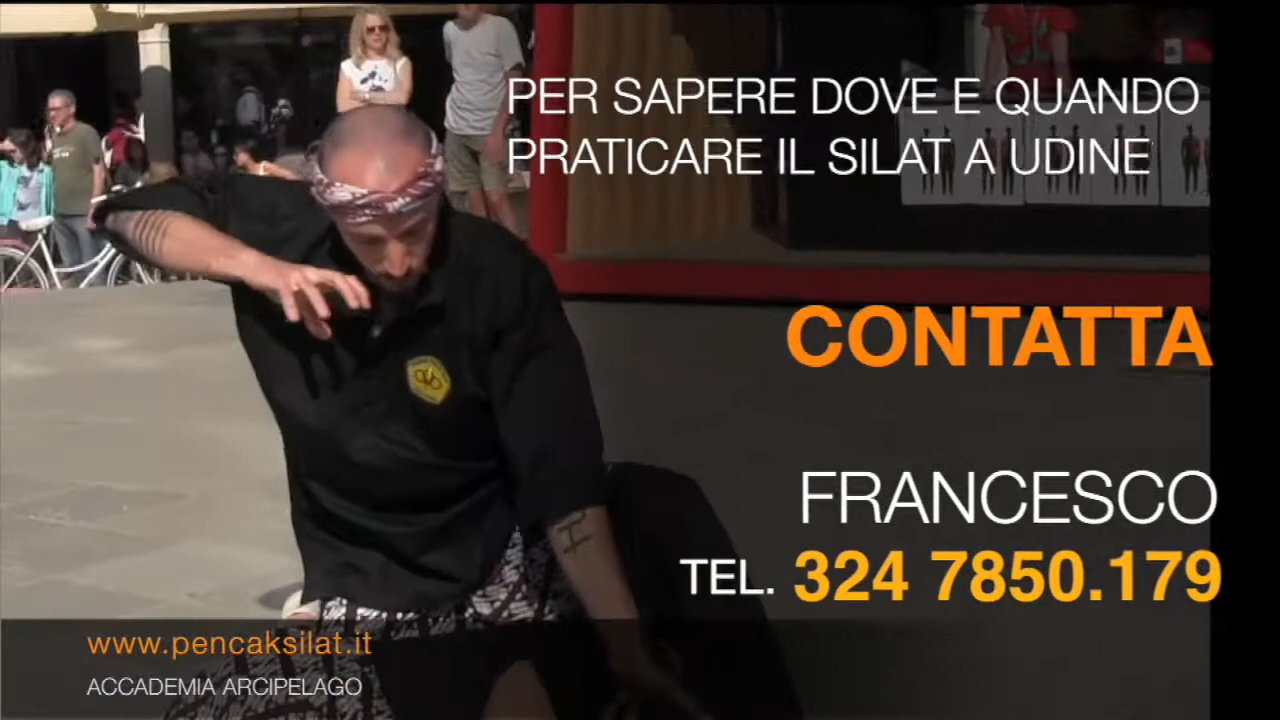 PER SAPERE DOVE E QUANDO
PRATICARE IL SILAT A UDINE
CONTATTA
FRANCESCO
TEL. 324 7850.179
www.pencaksilat.it
ACCADEMIA ARCIPELAGO